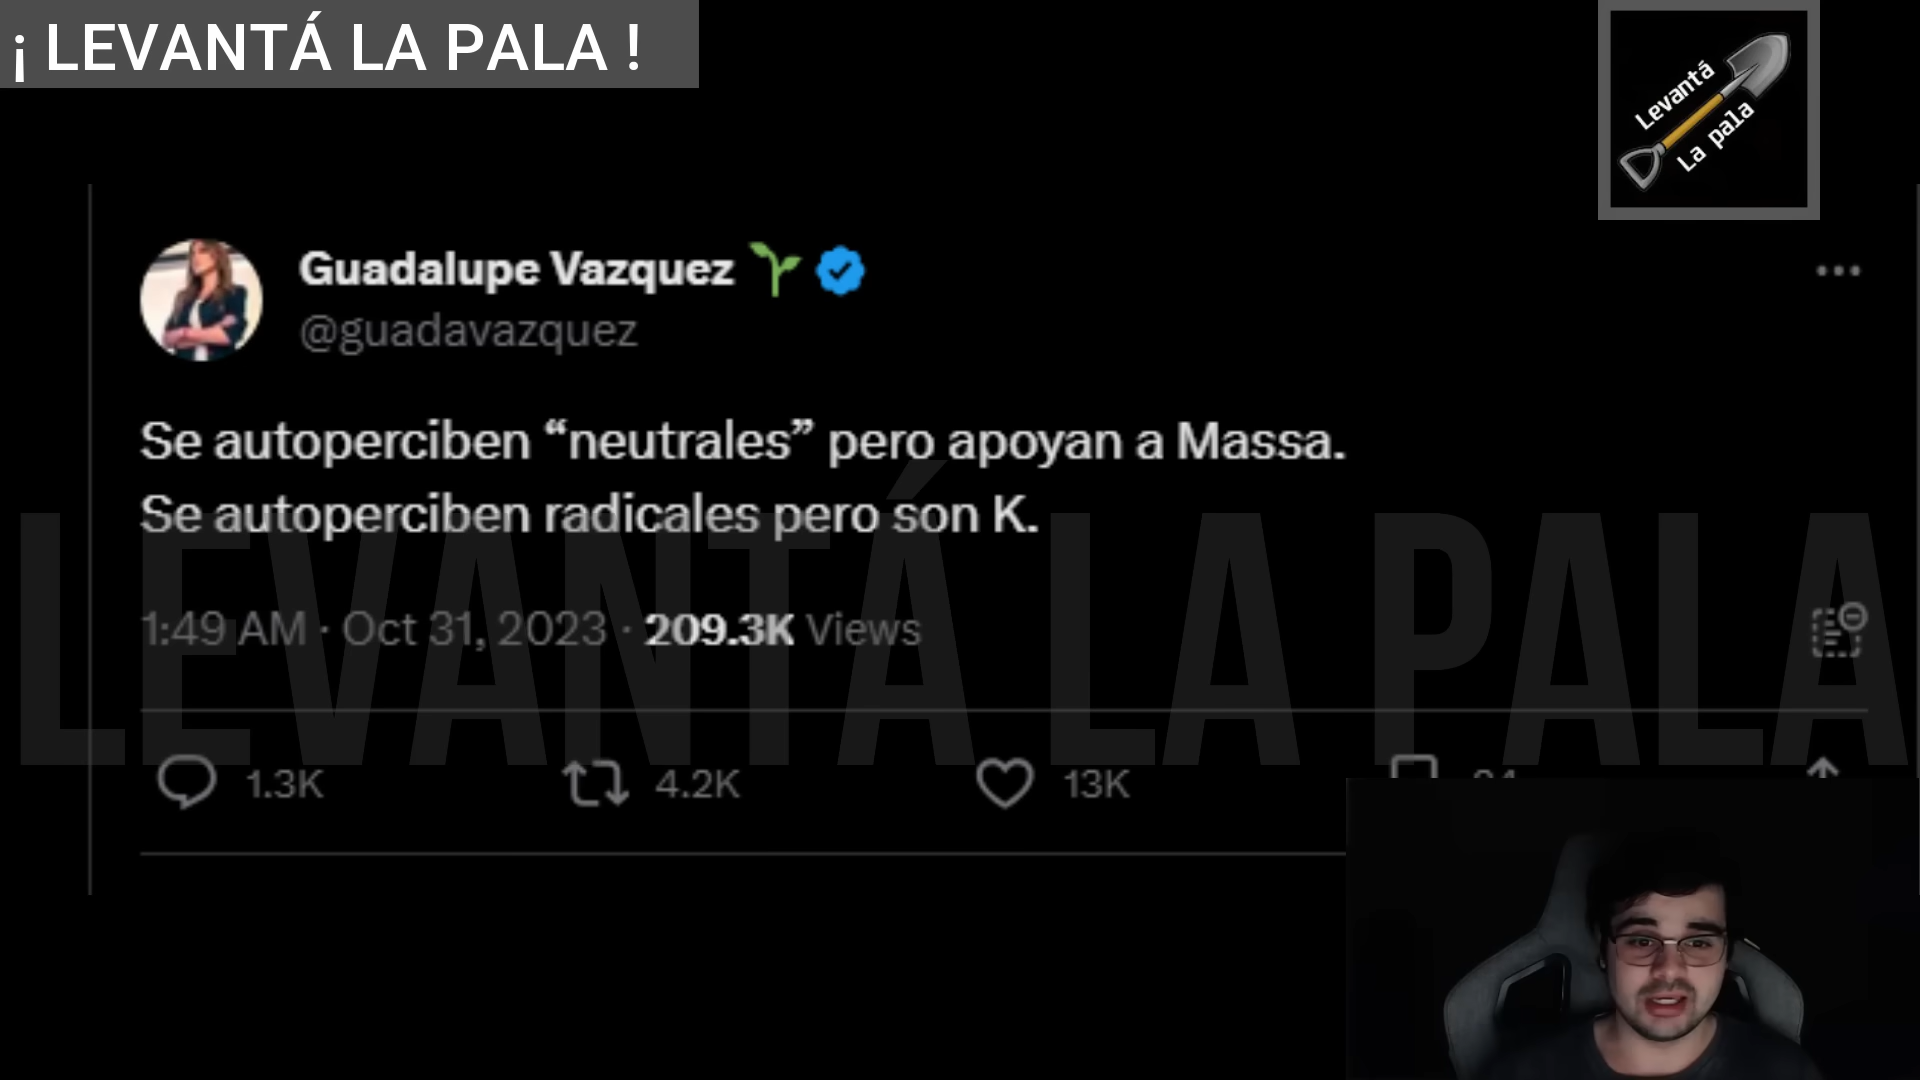 ¡ LEVANTÁ LA PALA !
Levantá
La pala
Guadalupe Vazquez
@guadavazquez
Se autoperciben “neutrales” pero apoyan a Massa.
Se autoperciben radicales pero son K.
1:49 AM · Oct 31, 2023 · 209.3K Views
LEVANTÁ LA PALA
1.3K 4.2K 13K